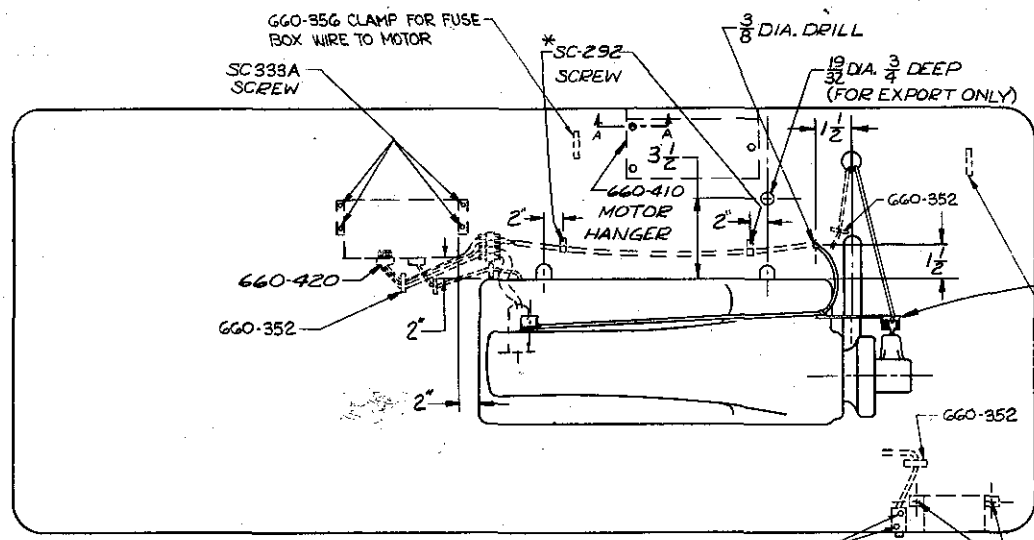 660-356 CLAMP FOR FUSE
BOX WIRE TO MOTOR
SC333A
SCREW
*
SC-292
SCREW
3/8 DIA. DRILL
19/32 DIA. 3/4 DEEP
(FOR EXPORT ONLY)
1 1/2
A A
3 1/2
660-410
MOTOR
HANGER
660-352
2"
2"
1 1/2
660-420
660-352
2"
2"
660-352